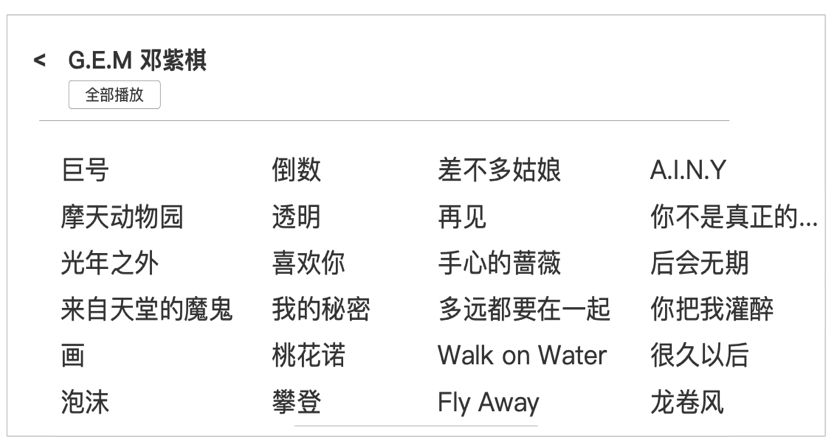 < G.E.M 邓紫棋
全部播放
巨号 倒数 差不多姑娘 A.I.N.Y
摩天动物园 透明 再见 你不是真正的...
光年之外 喜欢你 手心的蔷薇 后会无期
来自天堂的魔鬼 我的秘密 多远都要在一起 你把我灌醉
画 桃花诺 Walk on Water 很久以后
泡沫 攀登 Fly Away 龙卷风